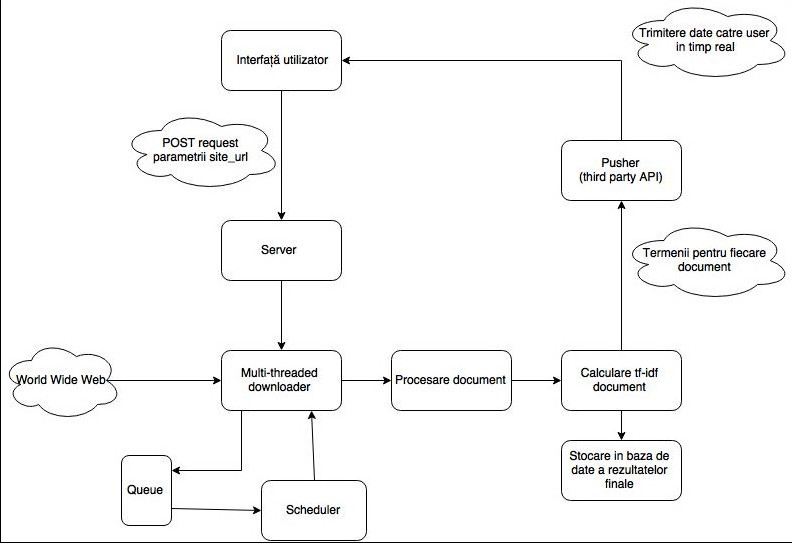 Trimitere date catre user
in timp real
Interfață utilizator
POST request
parametrii site_url
Pusher
(third party API)
Server
Termenii pentru fiecare
document
World Wide Web
Multi-threaded
downloader
Procesare document
Calculare tf-idf
document
Stocare in baza de
date a rezultatelor
finale
Queue
Scheduler